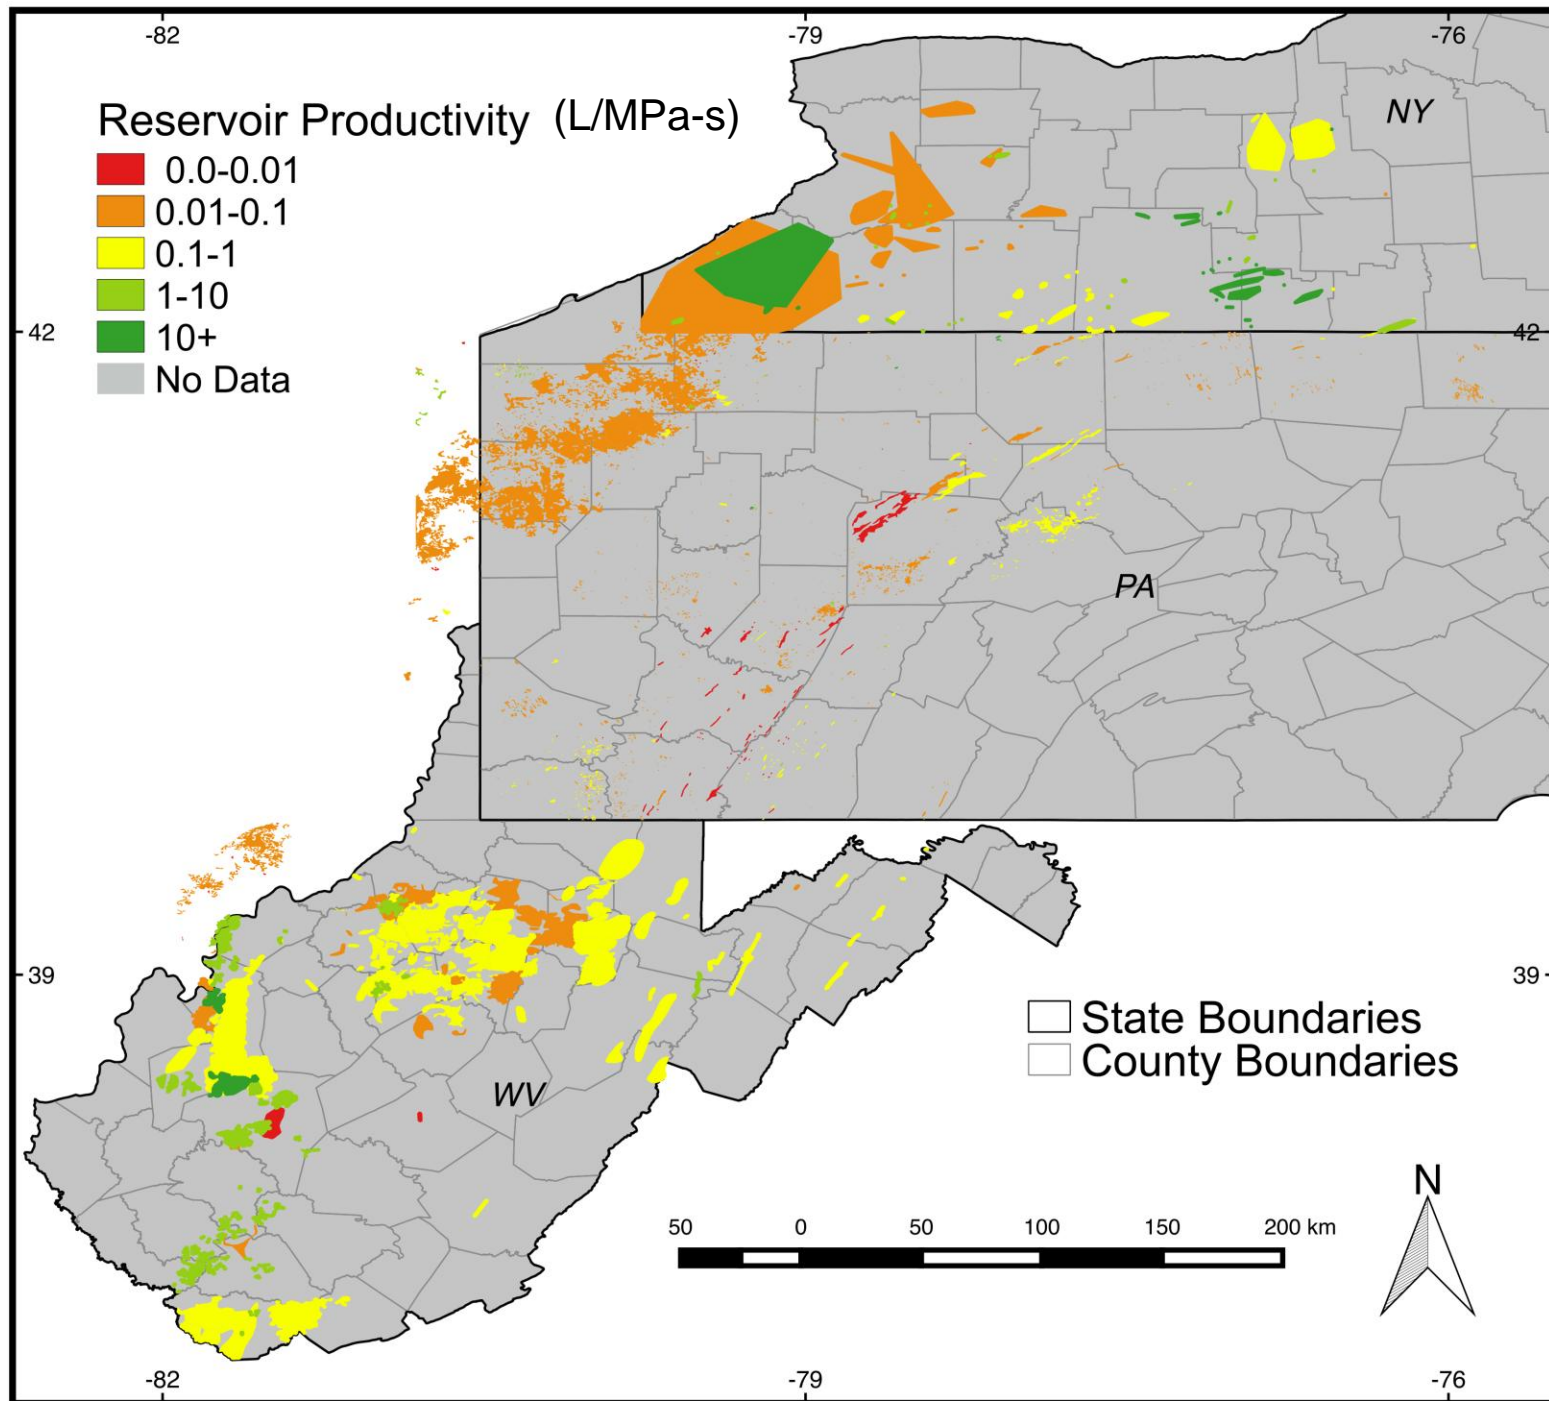 -82 -79 -76
Reservoir Productivity (L/MPa-s)
0.0-0.01
0.01-0.1
0.1-1
1-10
10+
No Data
NY
42 42
PA
39 39
State Boundaries
County Boundaries
WV
N
50 0 50 100 150 200 km
-82 -79 -76